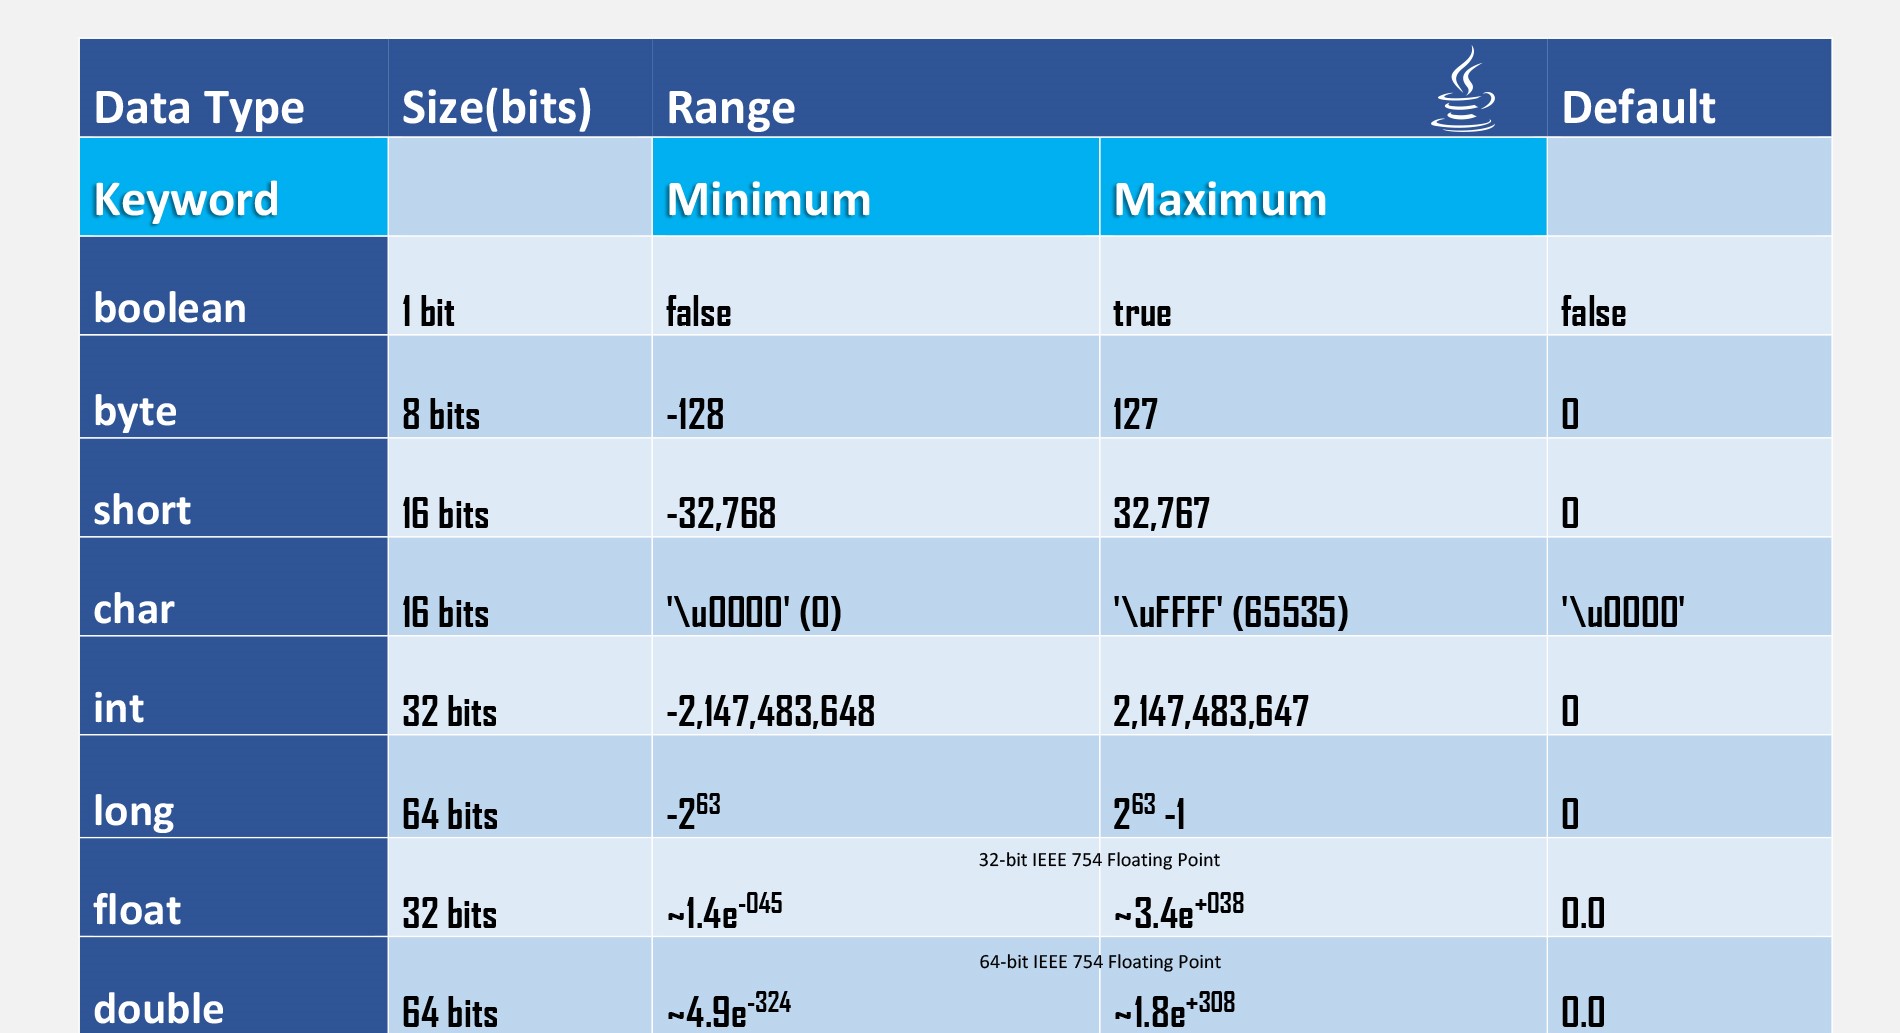 Data Type Size(bits) Range Default
Keyword Minimum Maximum
boolean 1 bit false true false
byte 8 bits -128 127 0
short 16 bits -32,768 32,767 0
char 16 bits '\u0000' (0) '\uFFFF' (65535) '\u0000'
int 32 bits -2,147,483,648 2,147,483,647 0
long 64 bits -2⁶³ 2⁶³ -1 0
32-bit IEEE 754 Floating Point
float 32 bits ~1.4e⁻⁰⁴⁵ ~3.4e⁺⁰³⁸ 0.0
64-bit IEEE 754 Floating Point
double 64 bits ~4.9e⁻³²⁴ ~1.8e⁺³⁰⁸ 0.0